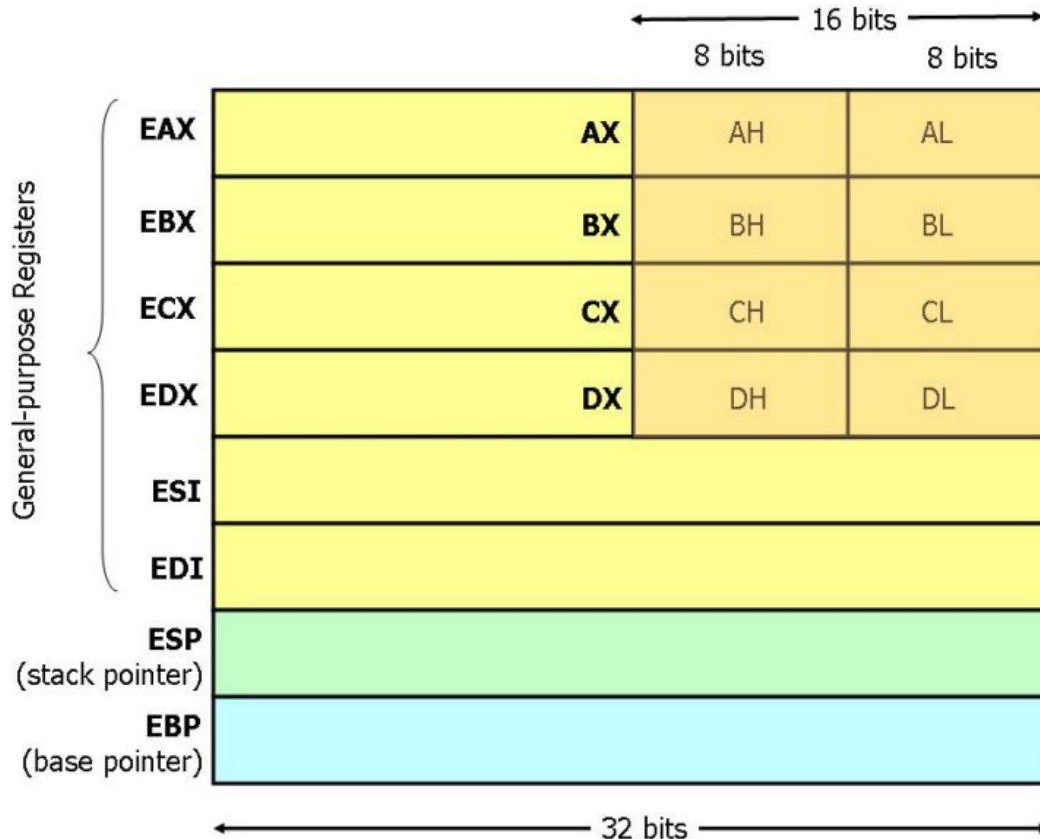 16 bits
8 bits 8 bits
EAX AX AH AL
EBX BX BH BL
ECX CX CH CL
EDX DX DH DL
General-purpose Registers
ESI
EDI
ESP
(stack pointer)
EBP
(base pointer)
32 bits